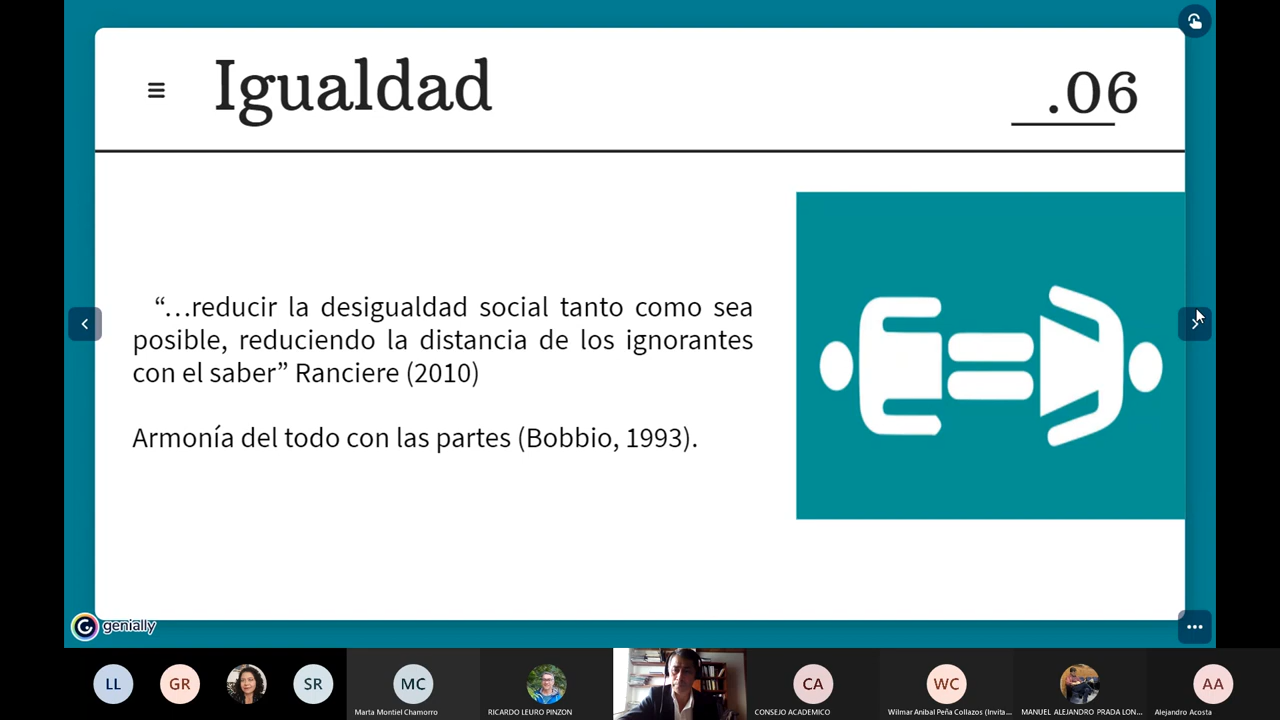 Igualdad
.06
“…reducir la desigualdad social tanto como sea
posible, reduciendo la distancia de los ignorantes
con el saber” Ranciere (2010)
Armonía del todo con las partes (Bobbio, 1993).
genially
LL
GR
SR
MC
CA
WC
AA
Marta Montiel Chamorro
RICARDO LEURO PINZON
CONSEJO ACADEMICO
Wilmar Anibal Peña Collazos (Invita...
MANUEL ALEJANDRO PRADA LON...
Alejandro Acosta